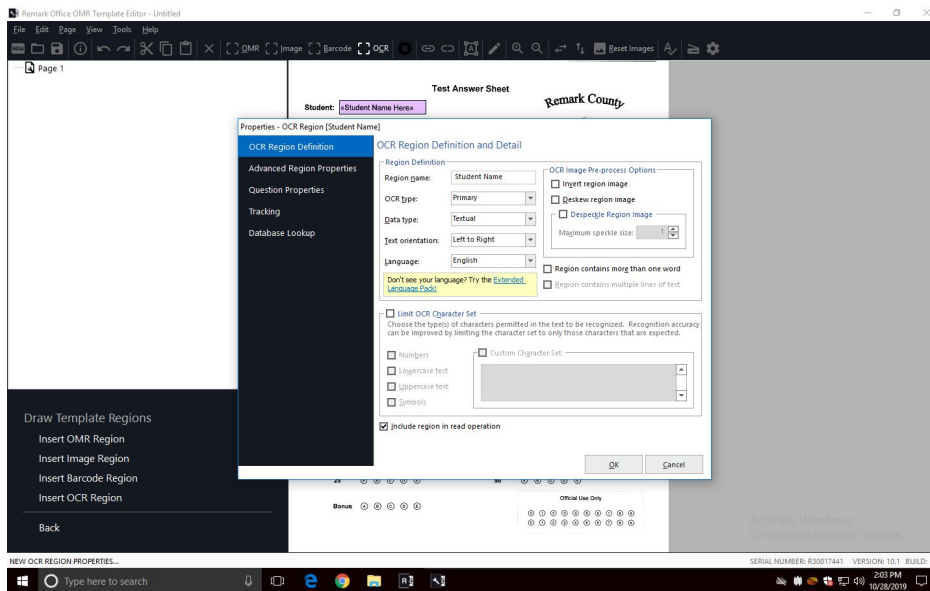 Remark Office OMR Template Editor - Untitled
File Edit Page View Tools Help
OMR Image Barcode OCR Reset Images
Page 1
Test Answer Sheet
Student: «Student Name Here»
Remark County
Properties - OCR Region [Student Name]
OCR Region Definition
Advanced Region Properties
Question Properties
Tracking
Database Lookup
OCR Region Definition and Detail
Region Definition
Region name: Student Name
OCR type: Primary
Data type: Textual
Text orientation: Left to Right
Language: English
Don't see your language? Try the Extended
Language Pack!
OCR Image Pre-process Options
Invert region image
Deskew region image
Despeckle Region Image
Maximum speckle size: 1
Region contains more than one word
Region contains multiple lines of text
Limit OCR Character Set
Choose the type(s) of characters permitted in the text to be recognized. Recognition accuracy
can be improved by limiting the character set to only those characters that are expected.
Numbers
Lowercase text
Uppercase text
Symbols
Custom Character Set
Include region in read operation
OK Cancel
Draw Template Regions
Insert OMR Region
Insert Image Region
Insert Barcode Region
Insert OCR Region
Back
25 50
Bonus
Official Use Only
Activate Windows
Go to Settings to activate Windows.
NEW OCR REGION PROPERTIES...
SERIAL NUMBER: R30017441 VERSION: 10.1 BUILD:
Type here to search
2:03 PM
10/28/2019